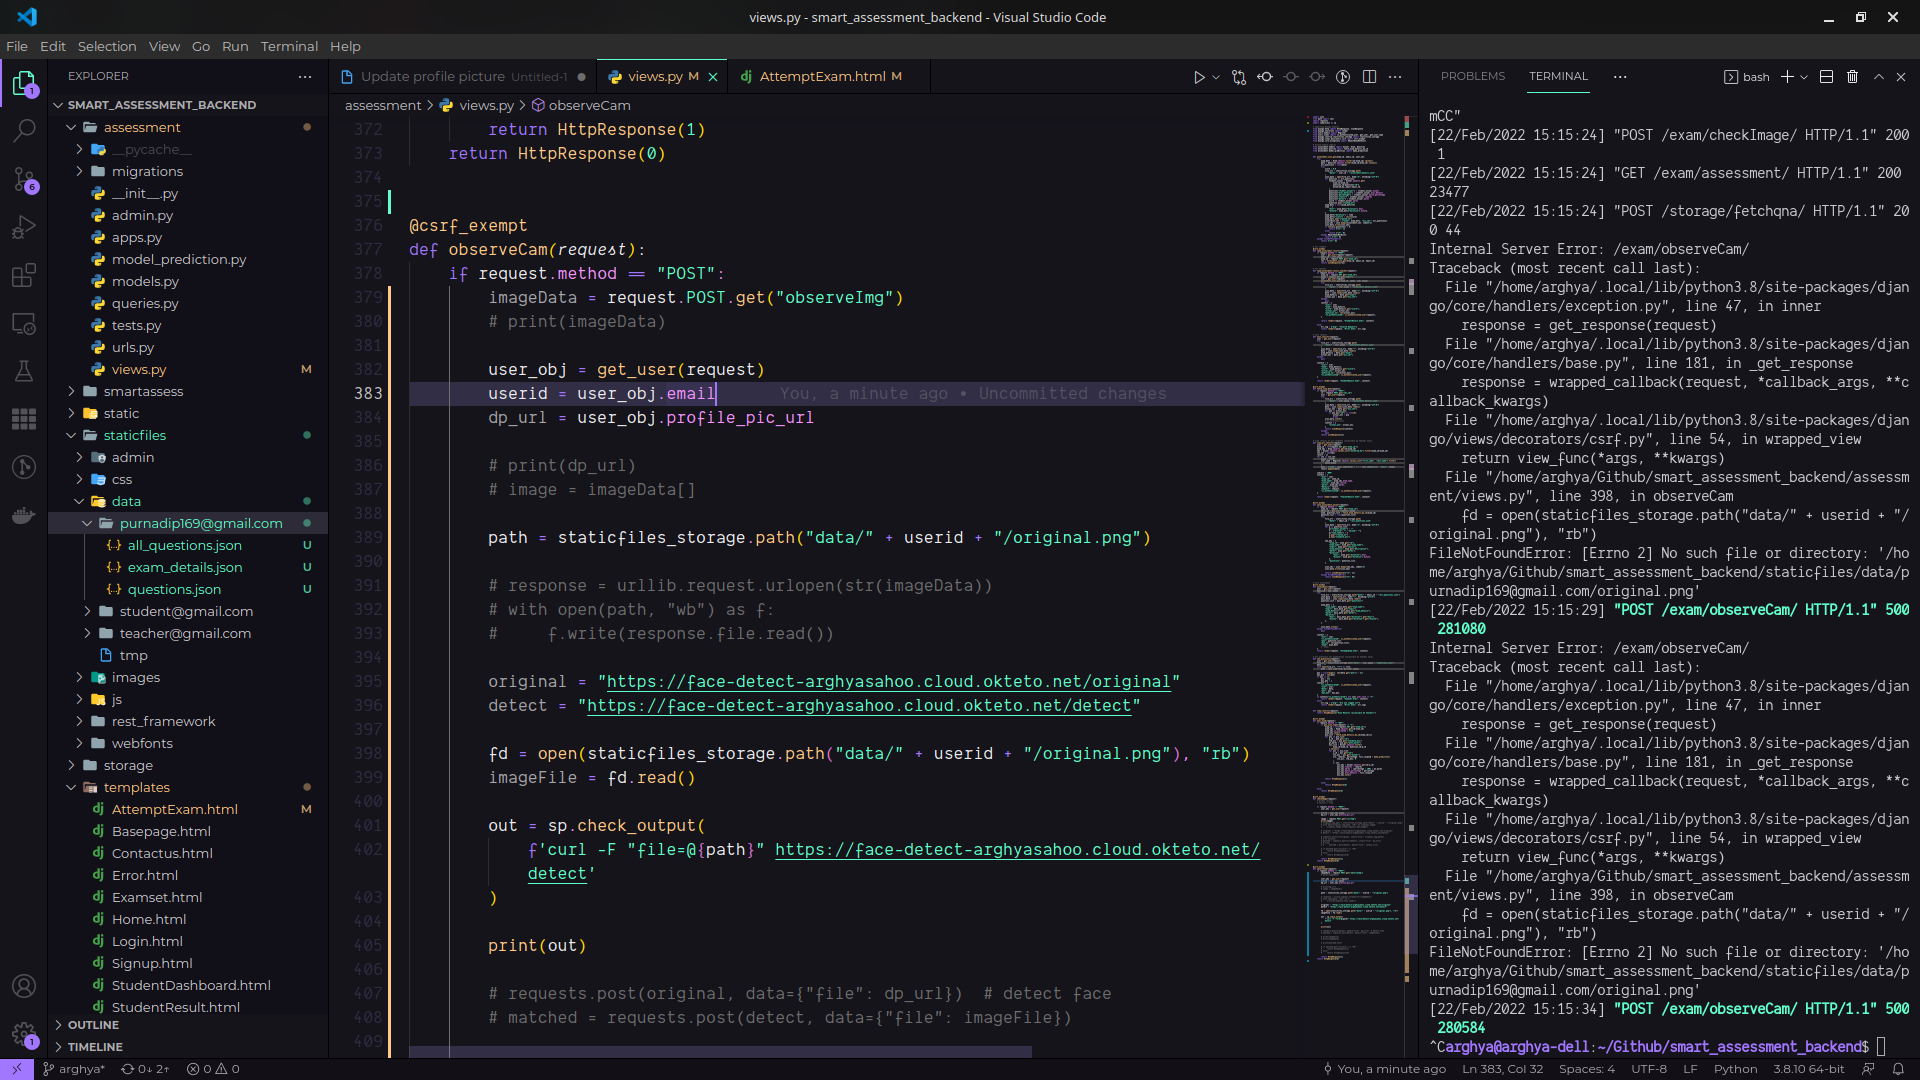 views.py - smart_assessment_backend - Visual Studio Code
File Edit Selection View Go Run Terminal Help
EXPLORER
SMART_ASSESSMENT_BACKEND
assessment
__pycache__
migrations
__init__.py
admin.py
apps.py
model_prediction.py
models.py
queries.py
tests.py
urls.py
views.py M
smartassess
static
staticfiles
admin
css
data
purnadip169@gmail.com
all_questions.json U
exam_details.json U
questions.json U
student@gmail.com
teacher@gmail.com
tmp
images
js
rest_framework
webfonts
storage
templates
AttemptExam.html M
Basepage.html
Contactus.html
Error.html
Examset.html
Home.html
Login.html
Signup.html
StudentDashboard.html
StudentResult.html
OUTLINE
TIMELINE
1
6
1
Update profile picture Untitled-1
views.py M
AttemptExam.html M
assessment > views.py > observeCam
372 return HttpResponse(1)
373 return HttpResponse(0)
374
375
376 @csrf_exempt
377 def observeCam(request):
378 if request.method == "POST":
379 imageData = request.POST.get("observeImg")
380 # print(imageData)
381
382 user_obj = get_user(request)
383 userid = user_obj.email You, a minute ago • Uncommitted changes
384 dp_url = user_obj.profile_pic_url
385
386 # print(dp_url)
387 # image = imageData[]
388
389 path = staticfiles_storage.path("data/" + userid + "/original.png")
390
391 # response = urllib.request.urlopen(str(imageData))
392 # with open(path, "wb") as f:
393 #     f.write(response.file.read())
394
395 original = "https://face-detect-arghyasahoo.cloud.okteto.net/original"
396 detect = "https://face-detect-arghyasahoo.cloud.okteto.net/detect"
397
398 fd = open(staticfiles_storage.path("data/" + userid + "/original.png"), "rb")
399 imageFile = fd.read()
400
401 out = sp.check_output(
402 f'curl -F "file=@{path}" https://face-detect-arghyasahoo.cloud.okteto.net/
detect'
403 )
404
405 print(out)
406
407 # requests.post(original, data={"file": dp_url})  # detect face
408 # matched = requests.post(detect, data={"file": imageFile})
409
PROBLEMS TERMINAL bash
mCC"
[22/Feb/2022 15:15:24] "POST /exam/checkImage/ HTTP/1.1" 200
1
[22/Feb/2022 15:15:24] "GET /exam/assessment/ HTTP/1.1" 200
23477
[22/Feb/2022 15:15:24] "POST /storage/fetchqna/ HTTP/1.1" 20
0 44
Internal Server Error: /exam/observeCam/
Traceback (most recent call last):
File "/home/arghya/.local/lib/python3.8/site-packages/djan
go/core/handlers/exception.py", line 47, in inner
response = get_response(request)
File "/home/arghya/.local/lib/python3.8/site-packages/djan
go/core/handlers/base.py", line 181, in _get_response
response = wrapped_callback(request, *callback_args, **c
allback_kwargs)
File "/home/arghya/.local/lib/python3.8/site-packages/djan
go/views/decorators/csrf.py", line 54, in wrapped_view
return view_func(*args, **kwargs)
File "/home/arghya/Github/smart_assessment_backend/assessm
ent/views.py", line 398, in observeCam
fd = open(staticfiles_storage.path("data/" + userid + "/
original.png"), "rb")
FileNotFoundError: [Errno 2] No such file or directory: '/ho
me/arghya/Github/smart_assessment_backend/staticfiles/data/p
urnadip169@gmail.com/original.png'
[22/Feb/2022 15:15:29] "POST /exam/observeCam/ HTTP/1.1" 500
281080
Internal Server Error: /exam/observeCam/
Traceback (most recent call last):
File "/home/arghya/.local/lib/python3.8/site-packages/djan
go/core/handlers/exception.py", line 47, in inner
response = get_response(request)
File "/home/arghya/.local/lib/python3.8/site-packages/djan
go/core/handlers/base.py", line 181, in _get_response
response = wrapped_callback(request, *callback_args, **c
allback_kwargs)
File "/home/arghya/.local/lib/python3.8/site-packages/djan
go/views/decorators/csrf.py", line 54, in wrapped_view
return view_func(*args, **kwargs)
File "/home/arghya/Github/smart_assessment_backend/assessm
ent/views.py", line 398, in observeCam
fd = open(staticfiles_storage.path("data/" + userid + "/
original.png"), "rb")
FileNotFoundError: [Errno 2] No such file or directory: '/ho
me/arghya/Github/smart_assessment_backend/staticfiles/data/p
urnadip169@gmail.com/original.png'
[22/Feb/2022 15:15:34] "POST /exam/observeCam/ HTTP/1.1" 500
280584
^Carghya@arghya-dell:~/Github/smart_assessment_backend$
arghya* 0↓ 2↑ 0 0 You, a minute ago Ln 383, Col 32 Spaces: 4 UTF-8 LF Python 3.8.10 64-bit